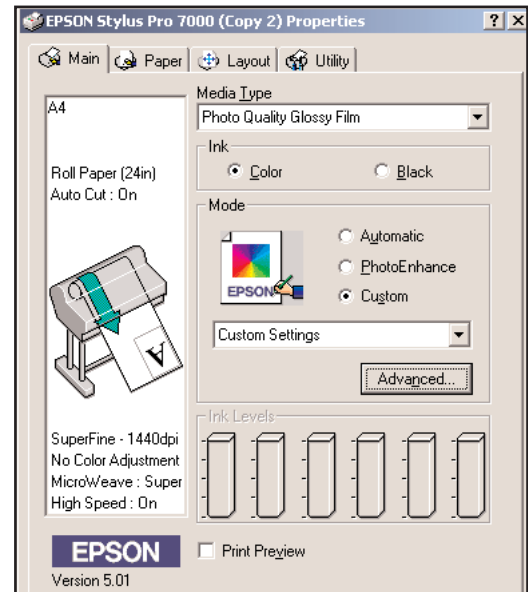 EPSON Stylus Pro 7000 (Copy 2) Properties
Main Paper Layout Utility
A4
Roll Paper (24in)
Auto Cut : On
A
SuperFine - 1440dpi
No Color Adjustment
MicroWeave : Super
High Speed : On
EPSON
Version 5.01
Media Type
Photo Quality Glossy Film
Ink
Color Black
Mode
EPSON
Automatic
PhotoEnhance
Custom
Custom Settings
Advanced...
Ink Levels
Print Preview